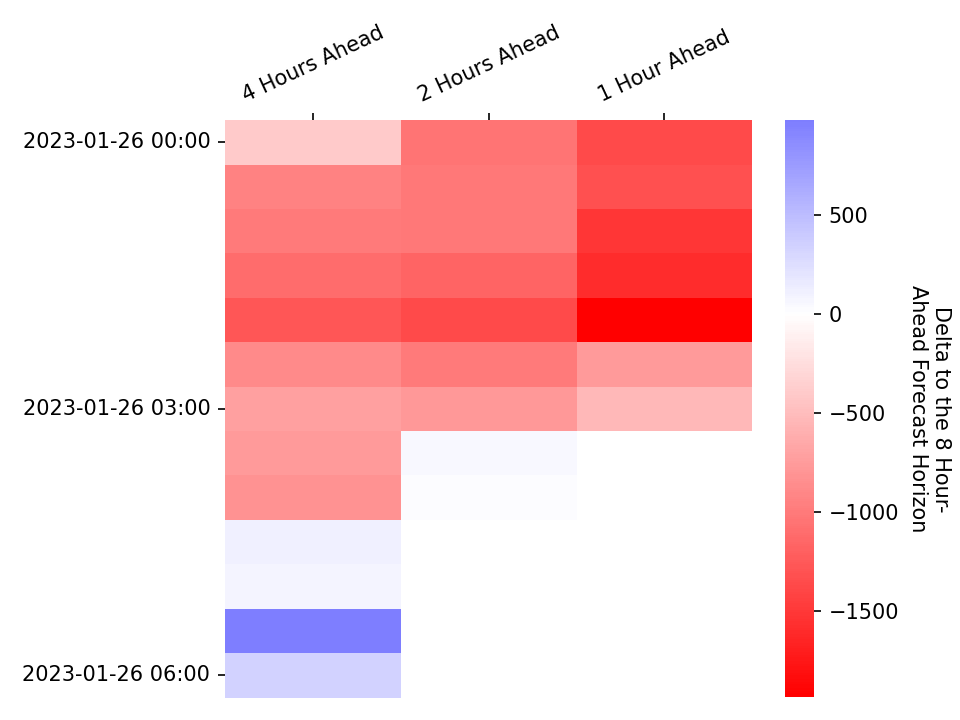 4 Hours Ahead
2 Hours Ahead
1 Hour Ahead
2023-01-26 00:00
2023-01-26 03:00
2023-01-26 06:00
500
0
−500
−1000
−1500
Delta to the 8 Hour-
Ahead Forecast Horizon